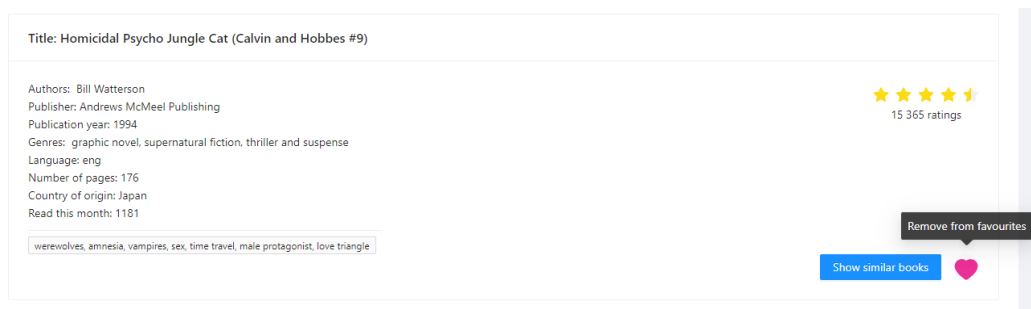 Title: Homicidal Psycho Jungle Cat (Calvin and Hobbes #9)
Authors: Bill Watterson
Publisher: Andrews McMeel Publishing
Publication year: 1994
Genres: graphic novel, supernatural fiction, thriller and suspense
Language: eng
Number of pages: 176
Country of origin: Japan
Read this month: 1181
werewolves, amnesia, vampires, sex, time travel, male protagonist, love triangle
15 365 ratings
Remove from favourites
Show similar books